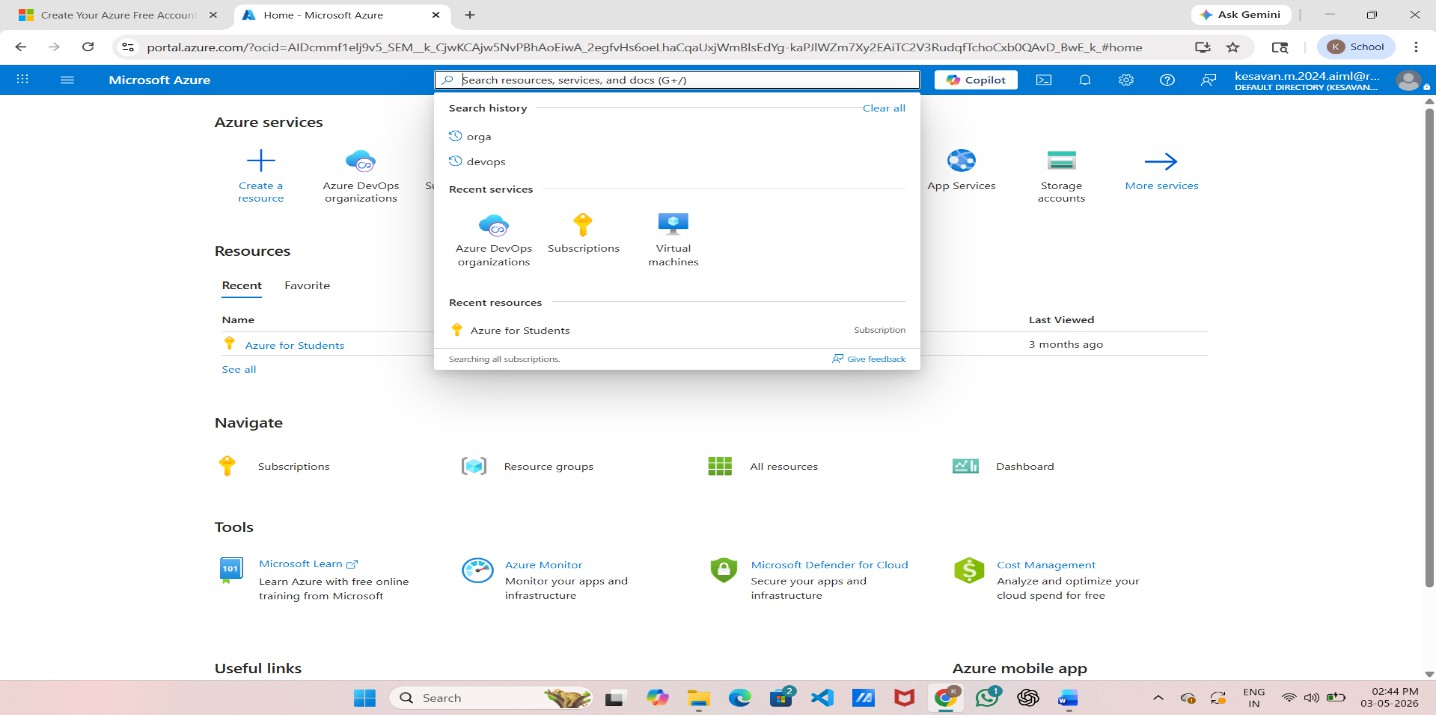 Create Your Azure Free Account
Home - Microsoft Azure
Ask Gemini
portal.azure.com/?ocid=AIDcmmf1elj9v5_SEM__k_CjwKCAjw5NvPBhAoEiwA_2egfvHs6oeLhaCqaUxjWmBlsEdYg-kaPJlWZm7Xy2EAiTC2V3RudqfTchoCxb0QAvD_BwE_k_#home
K School
Microsoft Azure
Search resources, services, and docs (G+/)
Copilot
kesavan.m.2024.aiml@r...
DEFAULT DIRECTORY (KESAVAN....
Search history
Clear all
orga
devops
Recent services
Azure DevOps
organizations
Subscriptions
Virtual
machines
Recent resources
Azure for Students
Subscription
Searching all subscriptions.
Give feedback
Azure services
Create a
resource
Azure DevOps
organizations
App Services
Storage
accounts
More services
Resources
Recent Favorite
Name
Last Viewed
Azure for Students
3 months ago
See all
Navigate
Subscriptions
Resource groups
All resources
Dashboard
Tools
101
Microsoft Learn
Learn Azure with free online
training from Microsoft
Azure Monitor
Monitor your apps and
infrastructure
Microsoft Defender for Cloud
Secure your apps and
infrastructure
$
Cost Management
Analyze and optimize your
cloud spend for free
Useful links
Azure mobile app
Search
2
K
1
ENG
IN
02:44 PM
03-05-2026